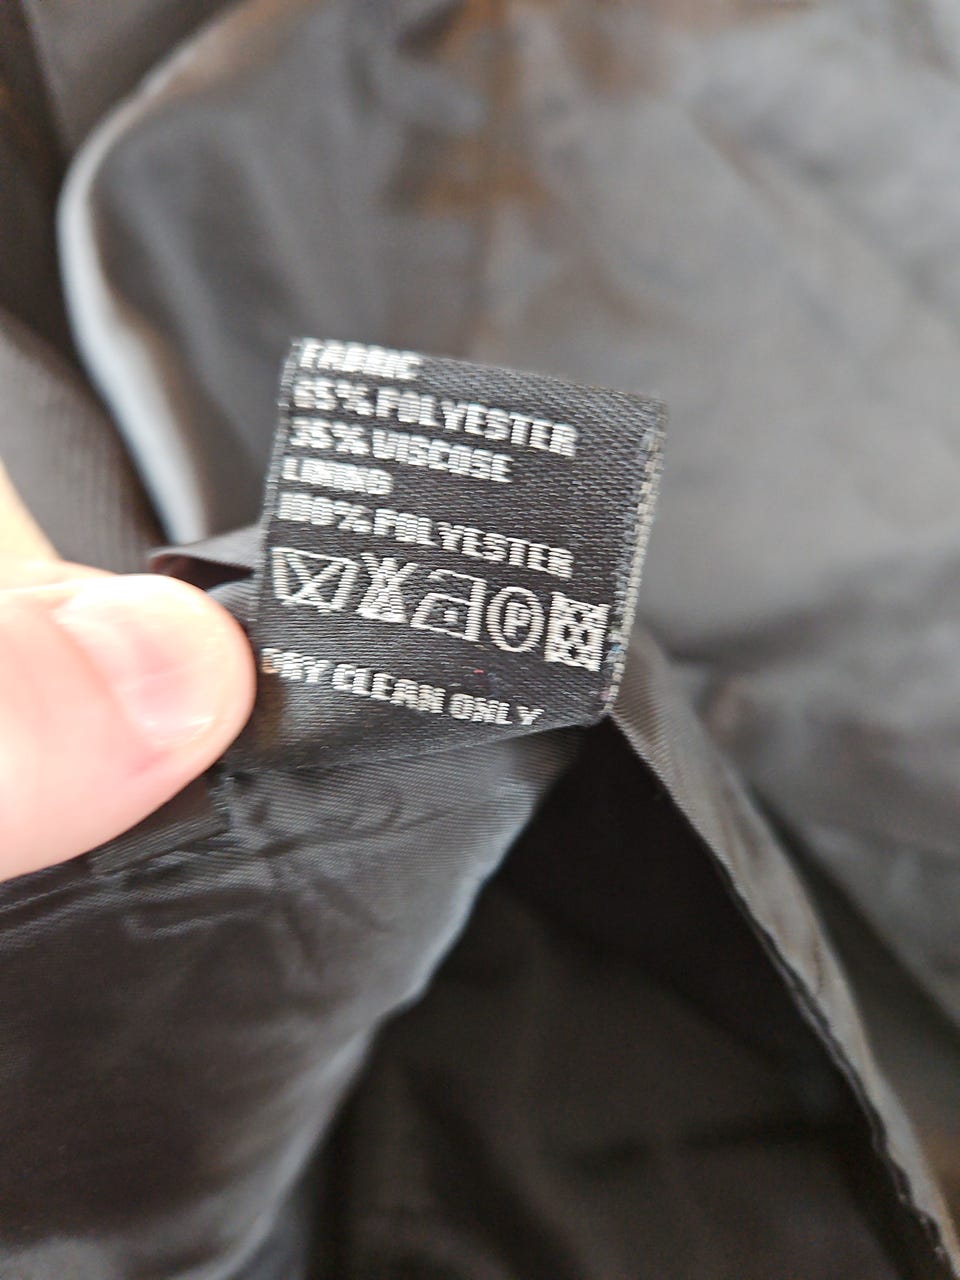 FABRIC
65% POLYESTER
35% VISCOSE
LINING
100% POLYESTER
P
DRY CLEAN ONLY